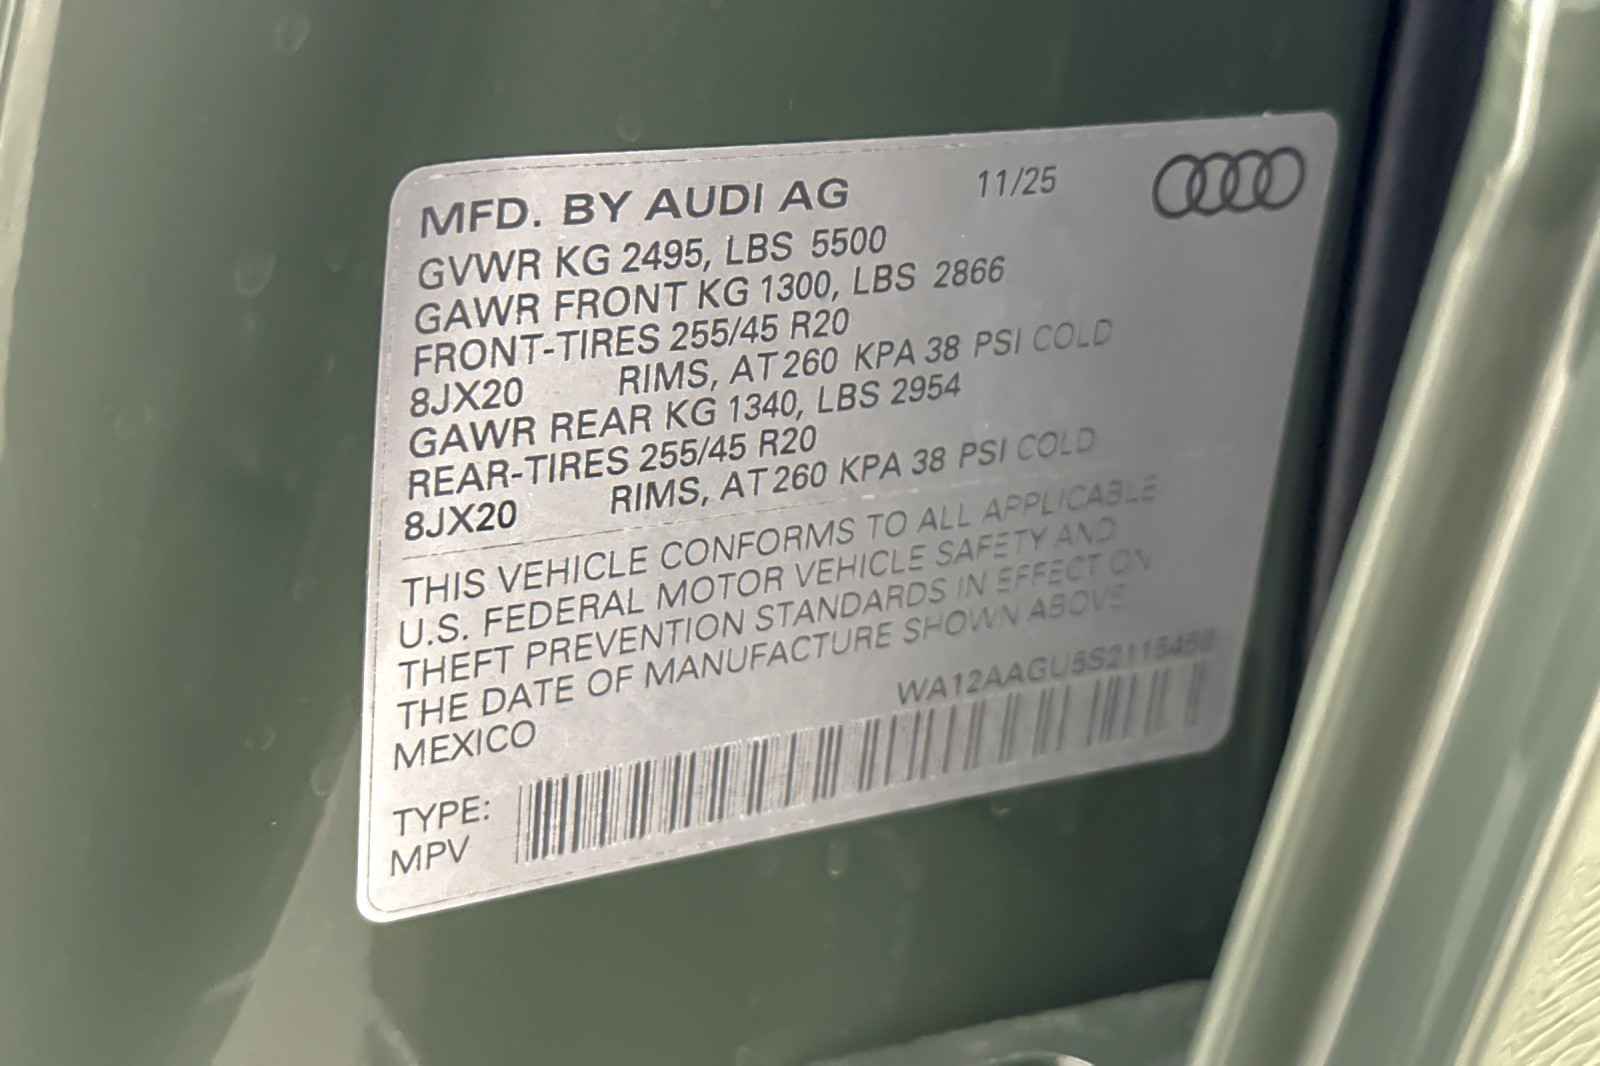 MFD. BY AUDI AG 11/25
GVWR KG 2495, LBS 5500
GAWR FRONT KG 1300, LBS 2866
FRONT-TIRES 255/45 R20
8JX20 RIMS, AT 260 KPA 38 PSI COLD
GAWR REAR KG 1340, LBS 2954
REAR-TIRES 255/45 R20
8JX20 RIMS, AT 260 KPA 38 PSI COLD
THIS VEHICLE CONFORMS TO ALL APPLICABLE
U.S. FEDERAL MOTOR VEHICLE SAFETY AND
THEFT PREVENTION STANDARDS IN EFFECT ON
THE DATE OF MANUFACTURE SHOWN ABOVE
MEXICO
TYPE:
MPV